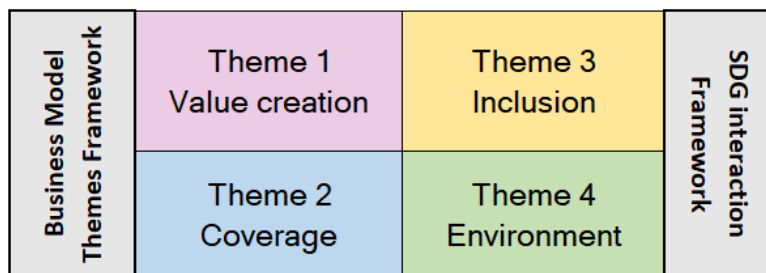 Business Model
Themes Framework
Theme 1
Value creation
Theme 3
Inclusion
Theme 2
Coverage
Theme 4
Environment
SDG interaction
Framework